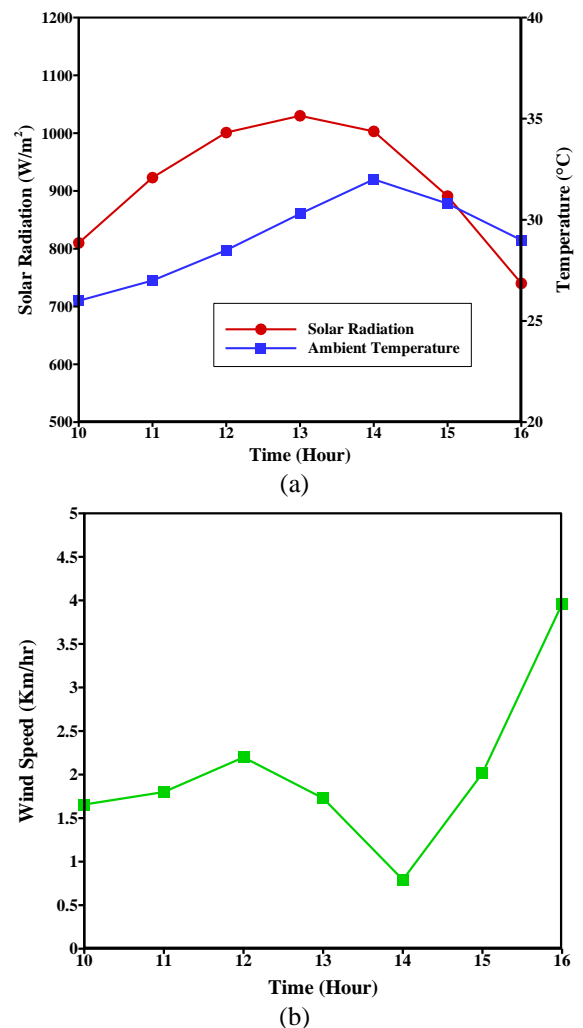 1200
1100
1000
900
800
700
600
500
Solar Radiation (W/m²)
40
35
30
25
20
Temperature (°C)
Solar Radiation
Ambient Temperature
10 11 12 13 14 15 16
Time (Hour)
(a)
5
4.5
4
3.5
3
2.5
2
1.5
1
0.5
0
Wind Speed (Km/hr)
10 11 12 13 14 15 16
Time (Hour)
(b)